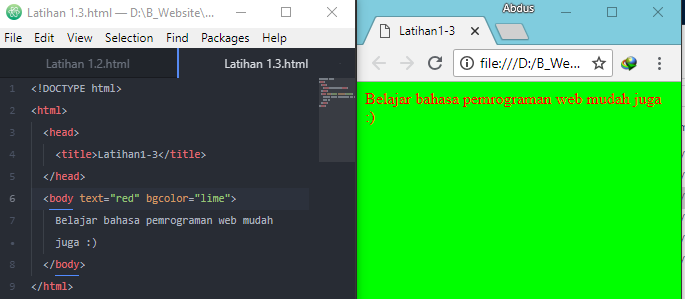 Latihan 1.3.html — D:\B_Website\...
File Edit View Selection Find Packages Help
Latihan 1.2.html
Latihan 1.3.html
1 <!DOCTYPE html>
2 <html>
3 <head>
4 <title>Latihan1-3</title>
5 </head>
6 <body text="red" bgcolor="lime">
7 Belajar bahasa pemrograman web mudah
• juga :)
8 </body>
9 </html>
Abdus
Latihan1-3
file:///D:/B_We...
Belajar bahasa pemrograman web mudah juga
:)